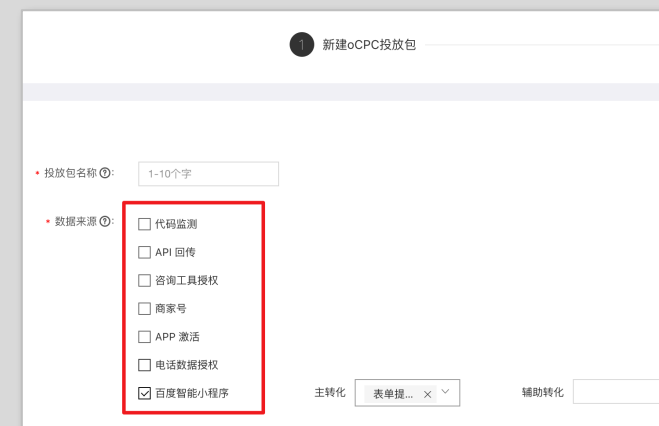 1 新建oCPC投放包
* 投放包名称?: 1-10个字
* 数据来源?: 代码监测
API 回传
咨询工具授权
商家号
APP 激活
电话数据授权
百度智能小程序 主转化 表单提... × 辅助转化